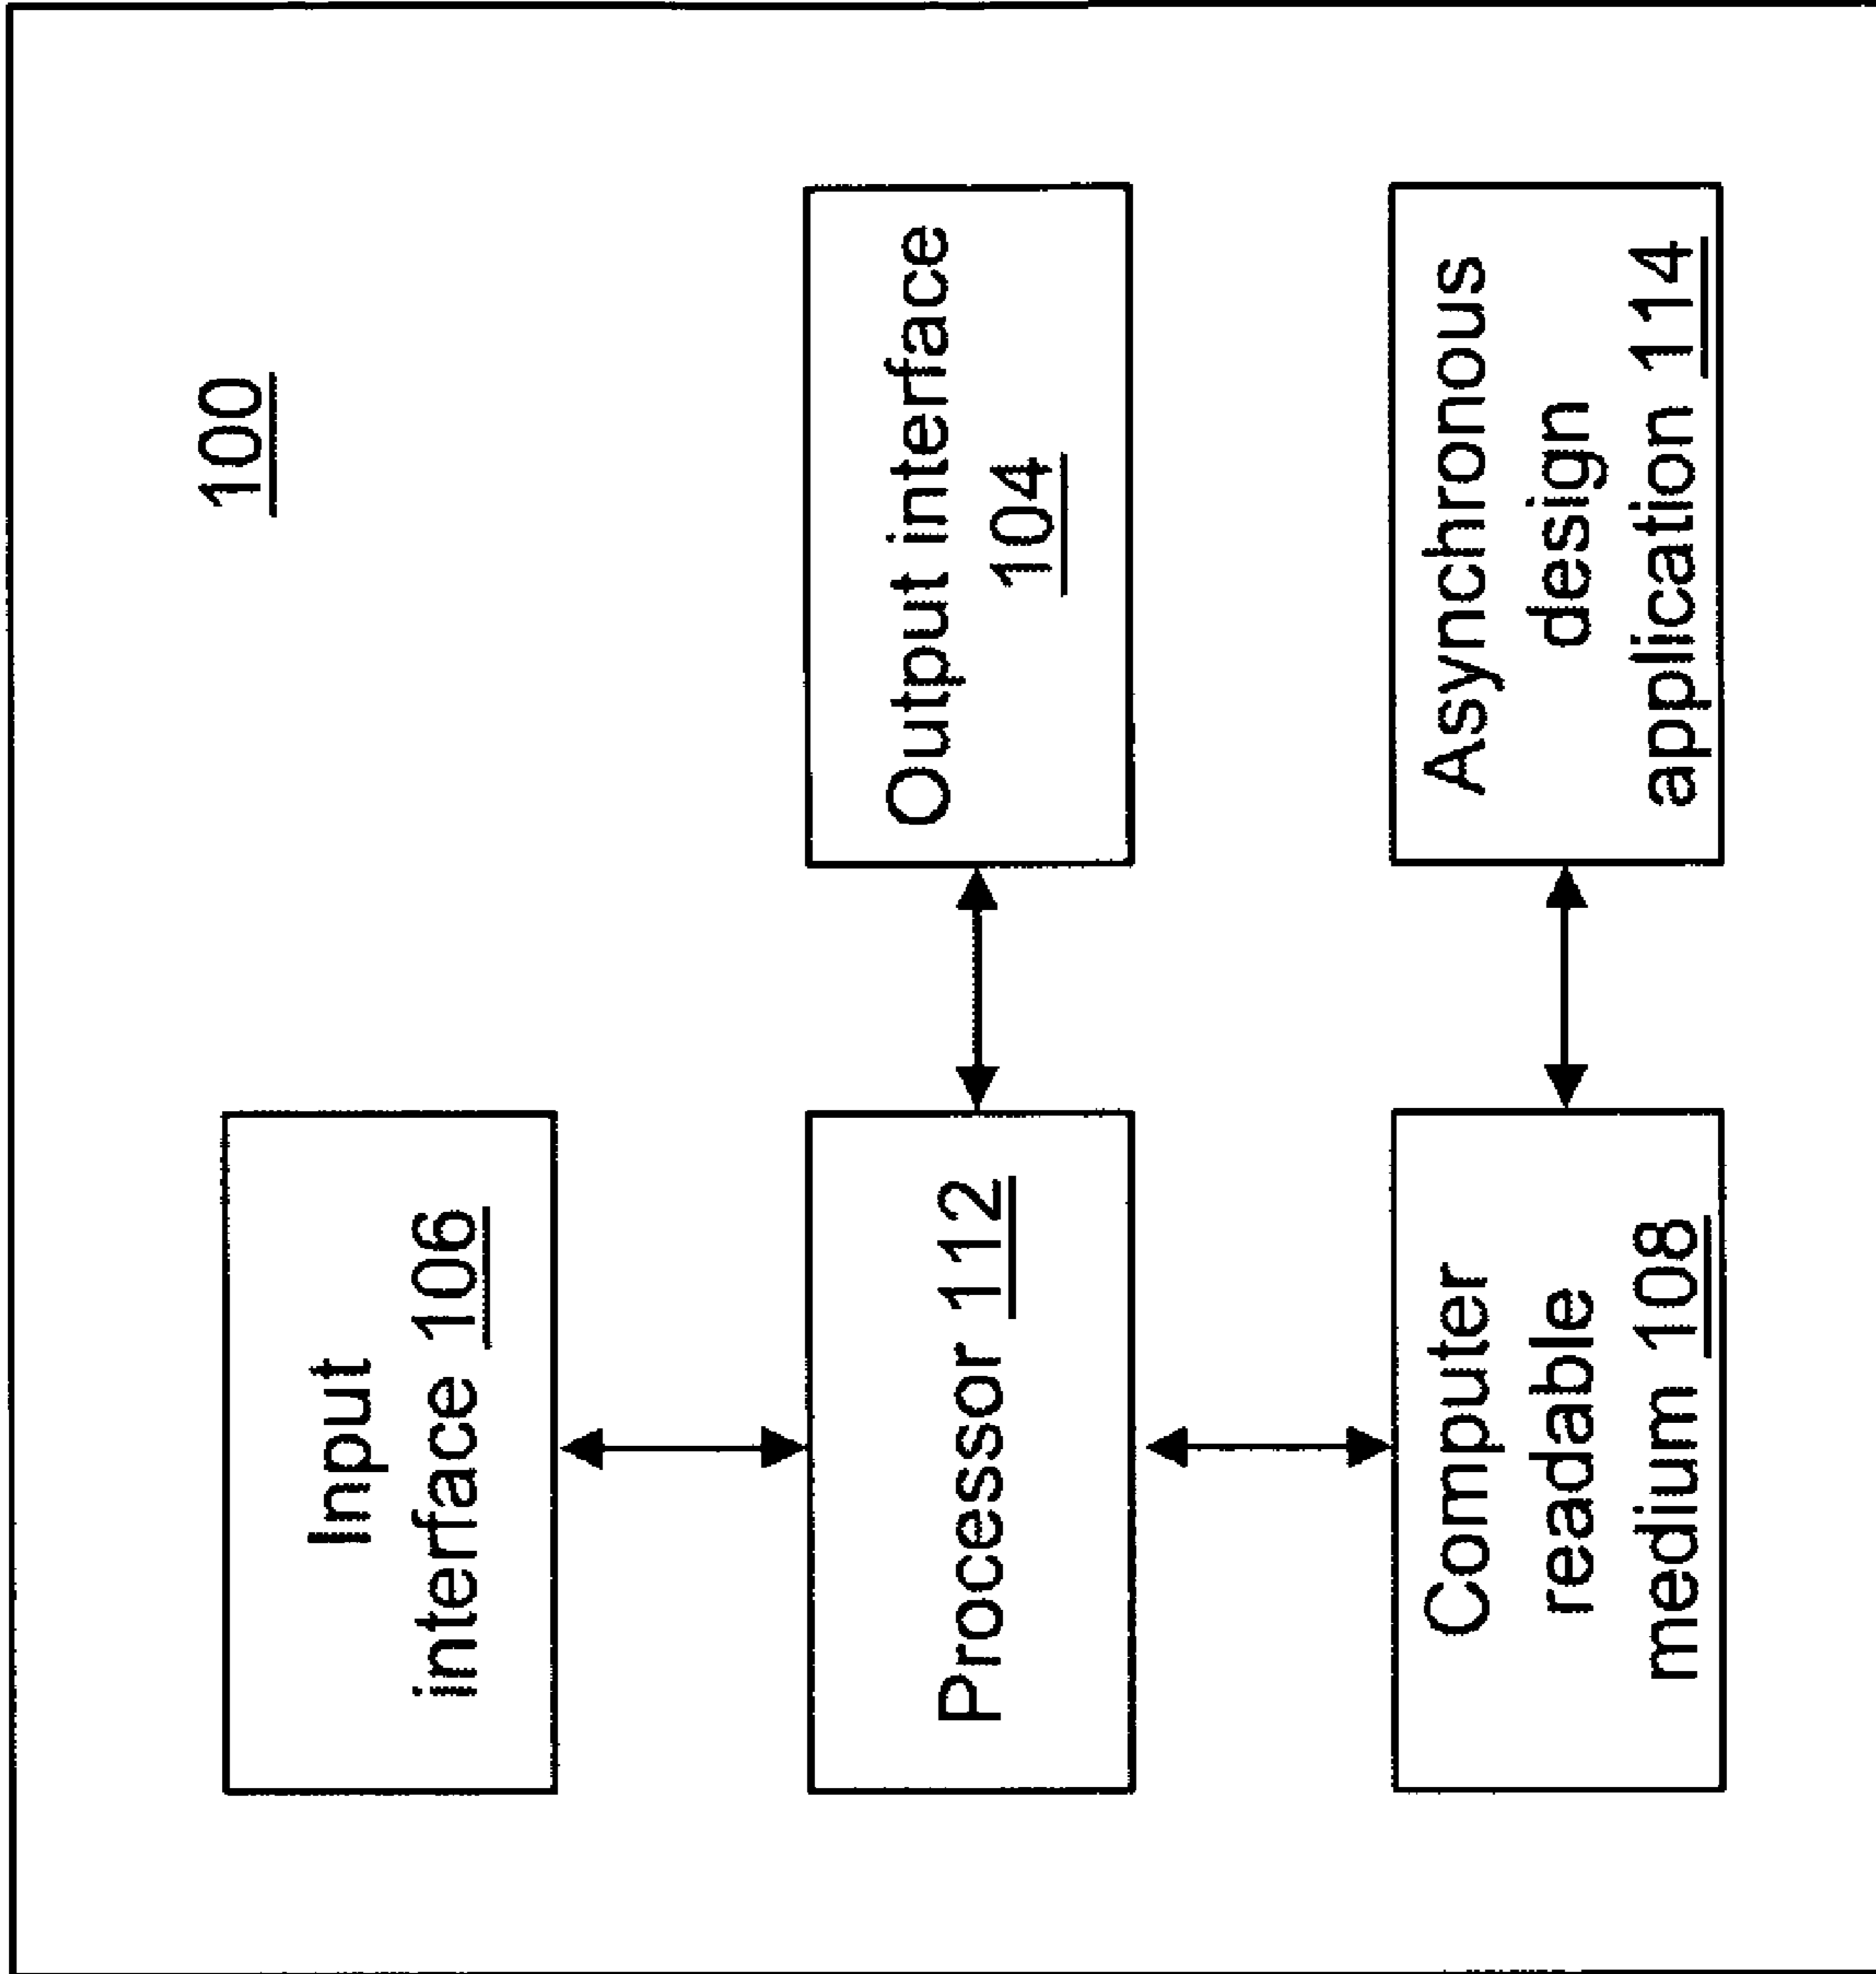 100
Input
interface 106
Processor 112
Output interface
104
Computer
readable
medium 108
Asynchronous
design
application 114